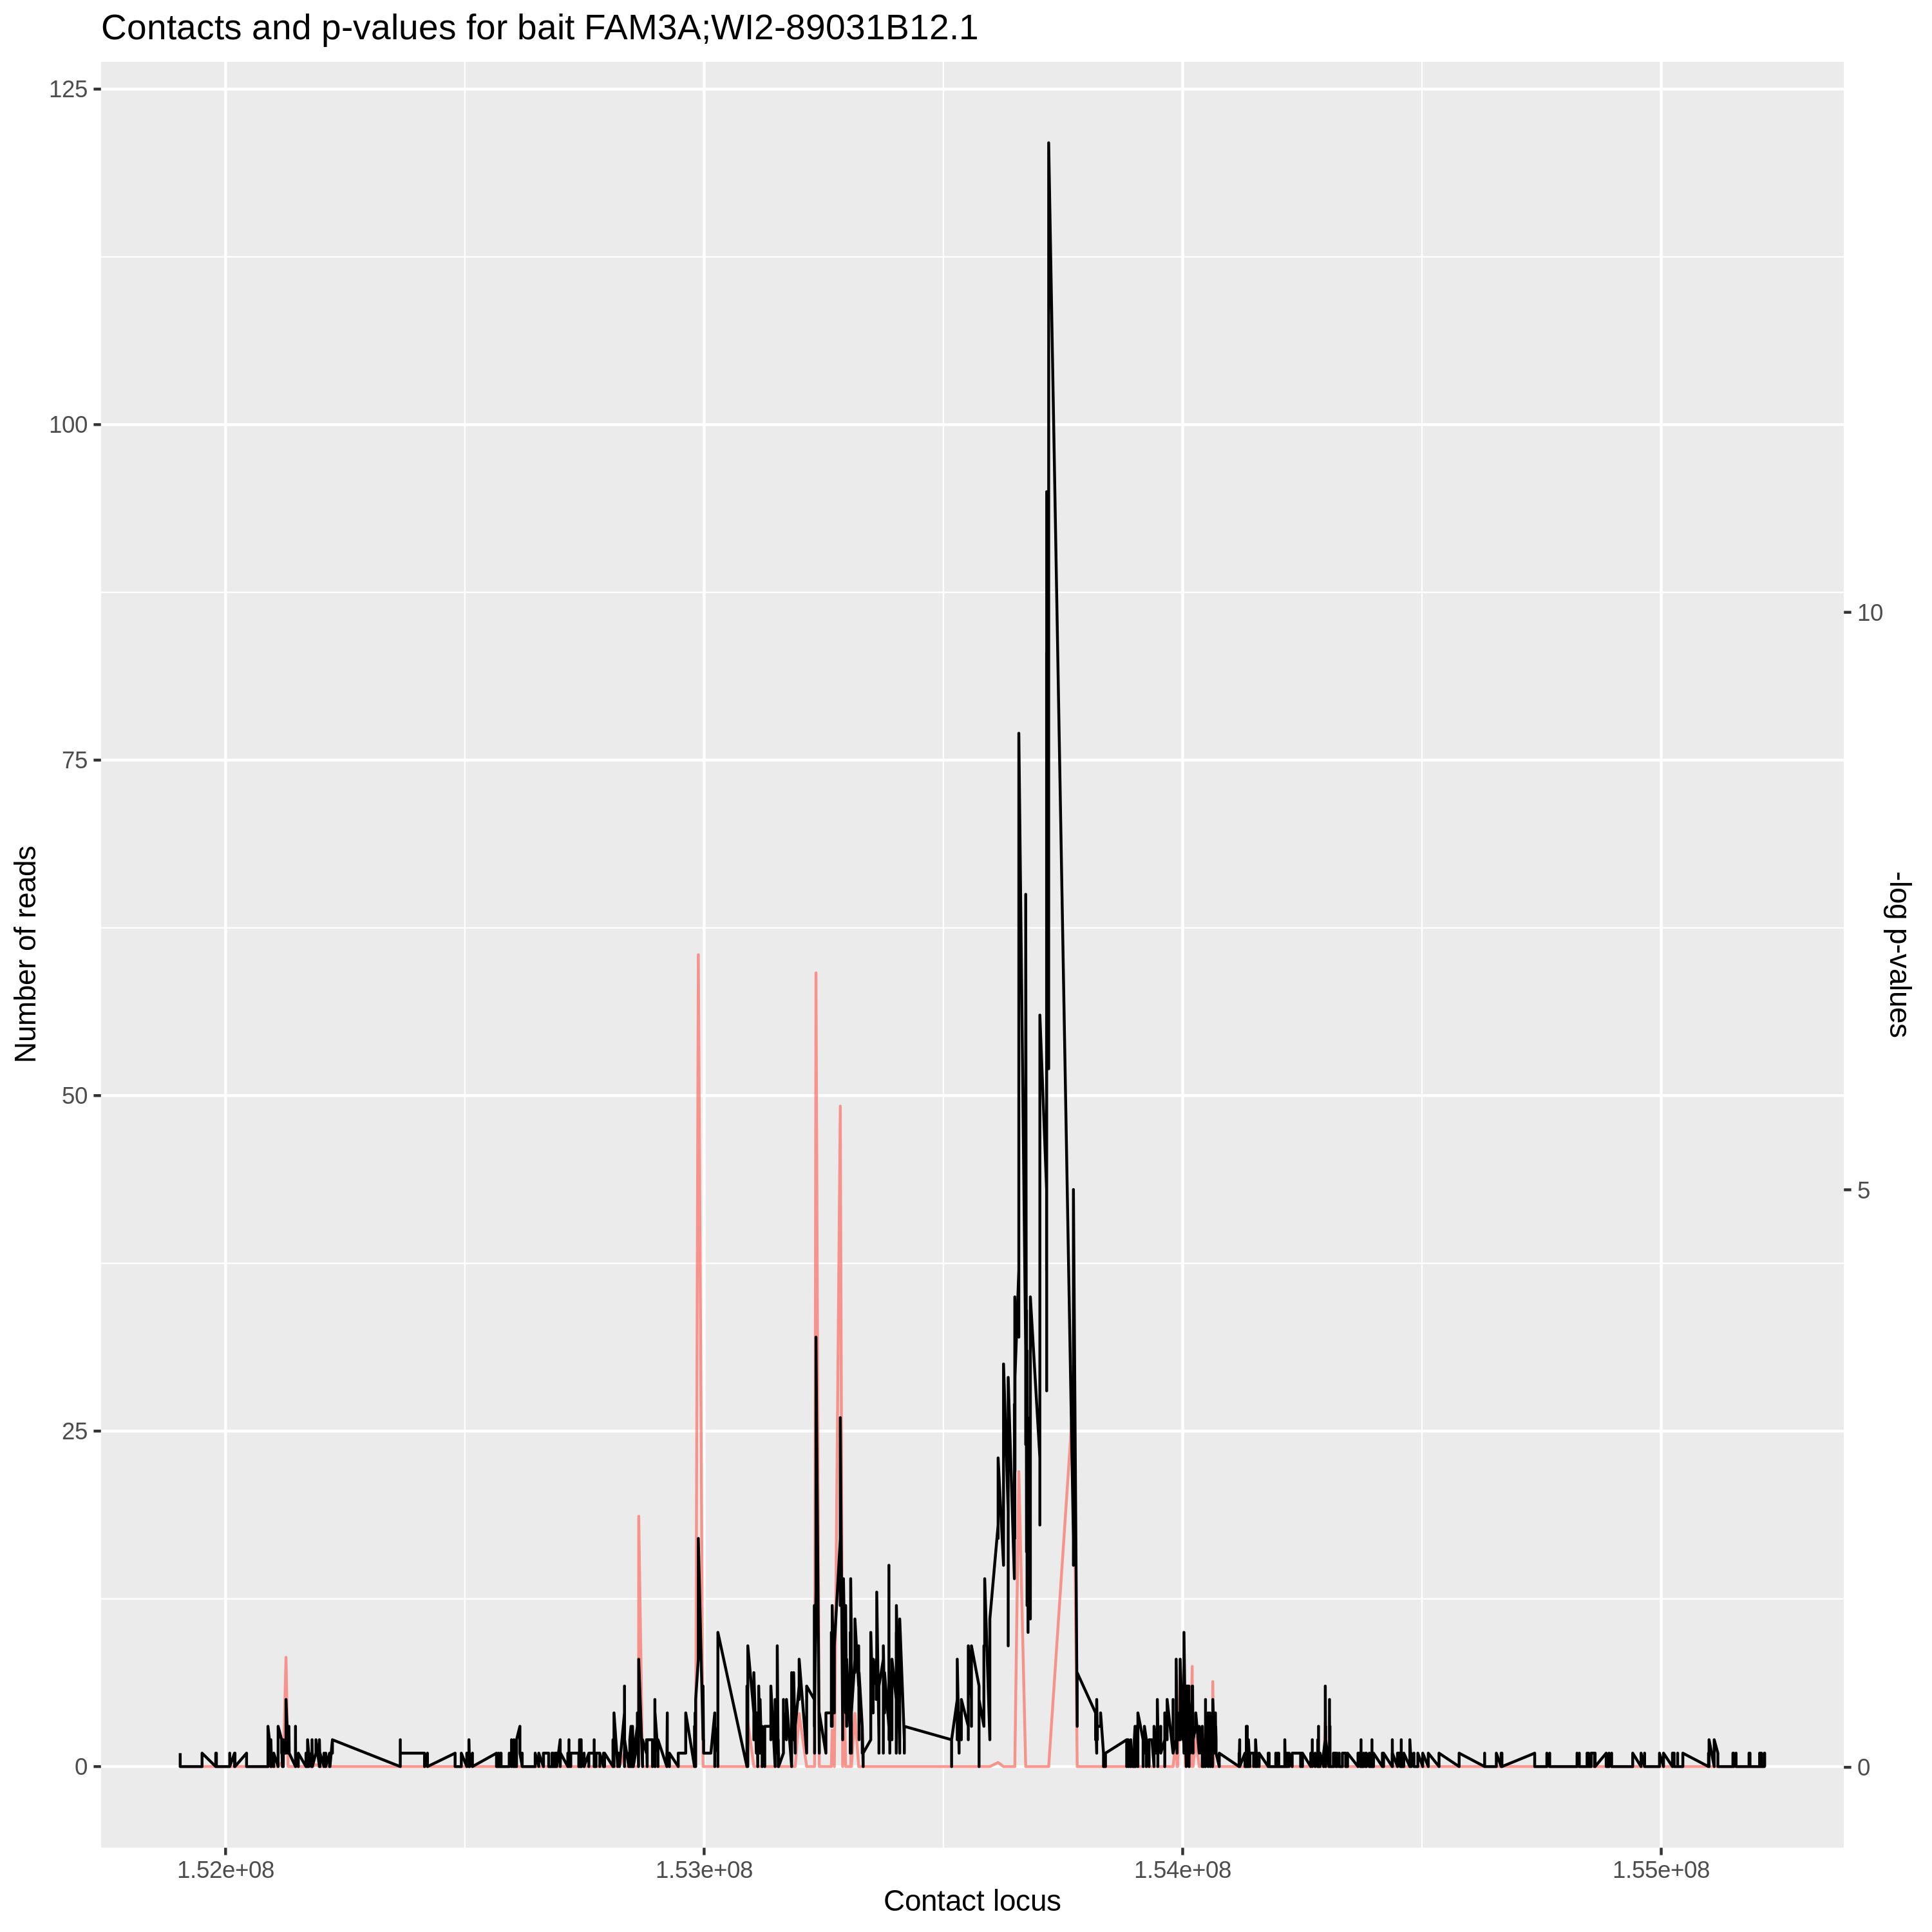 Contacts and p-values for bait FAM3A;WI2-89031B12.1
125
100
75
50
25
0
Number of reads
10
5
0
-log p-values
1.52e+08 1.53e+08 1.54e+08 1.55e+08
Contact locus